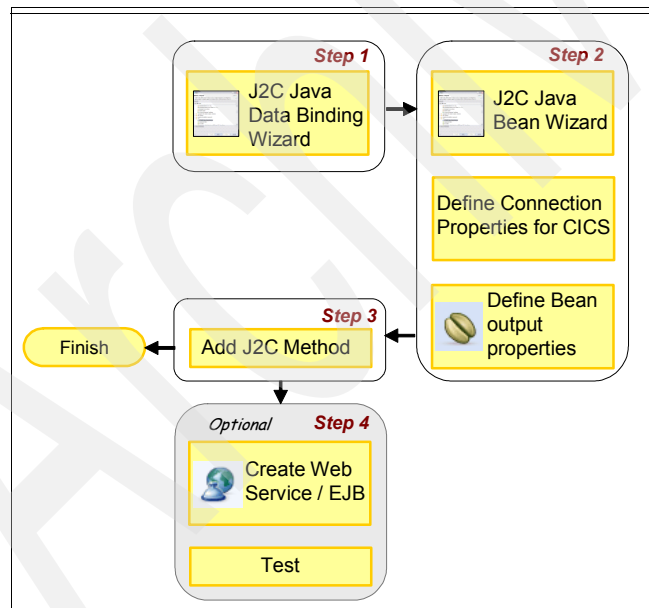 Step 1
J2C Java
Data Binding
Wizard
Step 2
J2C Java
Bean Wizard
Define Connection
Properties for CICS
Define Bean
output
properties
Step 3
Add J2C Method
Finish
Optional Step 4
Create Web
Service / EJB
Test